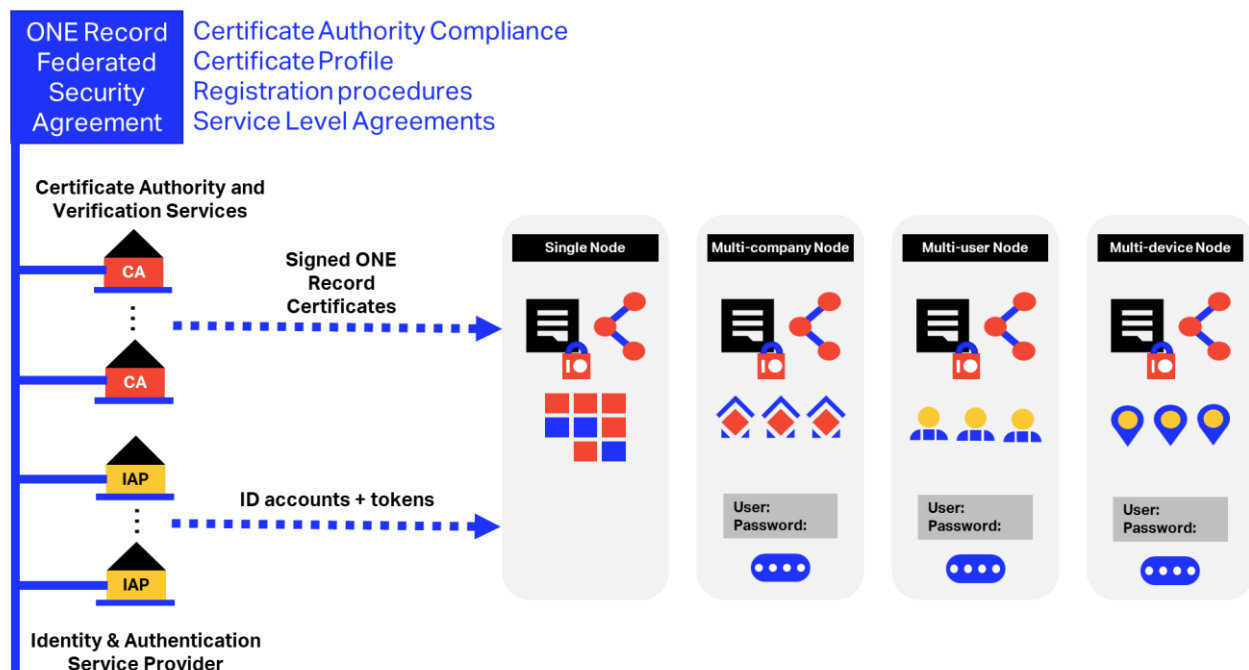 ONE Record
Federated
Security
Agreement
Certificate Authority Compliance
Certificate Profile
Registration procedures
Service Level Agreements
Certificate Authority and
Verification Services
CA
CA
IAP
IAP
Identity & Authentication
Service Provider
Signed ONE
Record
Certificates
ID accounts + tokens
Single Node
Multi-company Node
User:
Password:
Multi-user Node
User:
Password:
Multi-device Node
User:
Password: